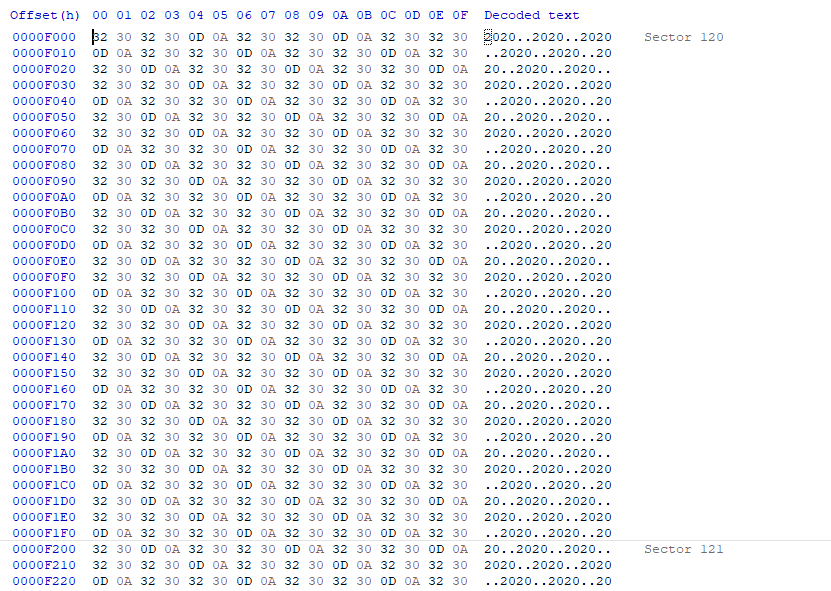 Offset(h) 00 01 02 03 04 05 06 07 08 09 0A 0B 0C 0D 0E 0F Decoded text
0000F000 32 30 32 30 0D 0A 32 30 32 30 0D 0A 32 30 32 30 2020..2020..2020 Sector 120
0000F010 0D 0A 32 30 32 30 0D 0A 32 30 32 30 0D 0A 32 30 ..2020..2020..20
0000F020 32 30 0D 0A 32 30 32 30 0D 0A 32 30 32 30 0D 0A 20..2020..2020..
0000F030 32 30 32 30 0D 0A 32 30 32 30 0D 0A 32 30 32 30 2020..2020..2020
0000F040 0D 0A 32 30 32 30 0D 0A 32 30 32 30 0D 0A 32 30 ..2020..2020..20
0000F050 32 30 0D 0A 32 30 32 30 0D 0A 32 30 32 30 0D 0A 20..2020..2020..
0000F060 32 30 32 30 0D 0A 32 30 32 30 0D 0A 32 30 32 30 2020..2020..2020
0000F070 0D 0A 32 30 32 30 0D 0A 32 30 32 30 0D 0A 32 30 ..2020..2020..20
0000F080 32 30 0D 0A 32 30 32 30 0D 0A 32 30 32 30 0D 0A 20..2020..2020..
0000F090 32 30 32 30 0D 0A 32 30 32 30 0D 0A 32 30 32 30 2020..2020..2020
0000F0A0 0D 0A 32 30 32 30 0D 0A 32 30 32 30 0D 0A 32 30 ..2020..2020..20
0000F0B0 32 30 0D 0A 32 30 32 30 0D 0A 32 30 32 30 0D 0A 20..2020..2020..
0000F0C0 32 30 32 30 0D 0A 32 30 32 30 0D 0A 32 30 32 30 2020..2020..2020
0000F0D0 0D 0A 32 30 32 30 0D 0A 32 30 32 30 0D 0A 32 30 ..2020..2020..20
0000F0E0 32 30 0D 0A 32 30 32 30 0D 0A 32 30 32 30 0D 0A 20..2020..2020..
0000F0F0 32 30 32 30 0D 0A 32 30 32 30 0D 0A 32 30 32 30 2020..2020..2020
0000F100 0D 0A 32 30 32 30 0D 0A 32 30 32 30 0D 0A 32 30 ..2020..2020..20
0000F110 32 30 0D 0A 32 30 32 30 0D 0A 32 30 32 30 0D 0A 20..2020..2020..
0000F120 32 30 32 30 0D 0A 32 30 32 30 0D 0A 32 30 32 30 2020..2020..2020
0000F130 0D 0A 32 30 32 30 0D 0A 32 30 32 30 0D 0A 32 30 ..2020..2020..20
0000F140 32 30 0D 0A 32 30 32 30 0D 0A 32 30 32 30 0D 0A 20..2020..2020..
0000F150 32 30 32 30 0D 0A 32 30 32 30 0D 0A 32 30 32 30 2020..2020..2020
0000F160 0D 0A 32 30 32 30 0D 0A 32 30 32 30 0D 0A 32 30 ..2020..2020..20
0000F170 32 30 0D 0A 32 30 32 30 0D 0A 32 30 32 30 0D 0A 20..2020..2020..
0000F180 32 30 32 30 0D 0A 32 30 32 30 0D 0A 32 30 32 30 2020..2020..2020
0000F190 0D 0A 32 30 32 30 0D 0A 32 30 32 30 0D 0A 32 30 ..2020..2020..20
0000F1A0 32 30 0D 0A 32 30 32 30 0D 0A 32 30 32 30 0D 0A 20..2020..2020..
0000F1B0 32 30 32 30 0D 0A 32 30 32 30 0D 0A 32 30 32 30 2020..2020..2020
0000F1C0 0D 0A 32 30 32 30 0D 0A 32 30 32 30 0D 0A 32 30 ..2020..2020..20
0000F1D0 32 30 0D 0A 32 30 32 30 0D 0A 32 30 32 30 0D 0A 20..2020..2020..
0000F1E0 32 30 32 30 0D 0A 32 30 32 30 0D 0A 32 30 32 30 2020..2020..2020
0000F1F0 0D 0A 32 30 32 30 0D 0A 32 30 32 30 0D 0A 32 30 ..2020..2020..20
0000F200 32 30 0D 0A 32 30 32 30 0D 0A 32 30 32 30 0D 0A 20..2020..2020.. Sector 121
0000F210 32 30 32 30 0D 0A 32 30 32 30 0D 0A 32 30 32 30 2020..2020..2020
0000F220 0D 0A 32 30 32 30 0D 0A 32 30 32 30 0D 0A 32 30 ..2020..2020..20